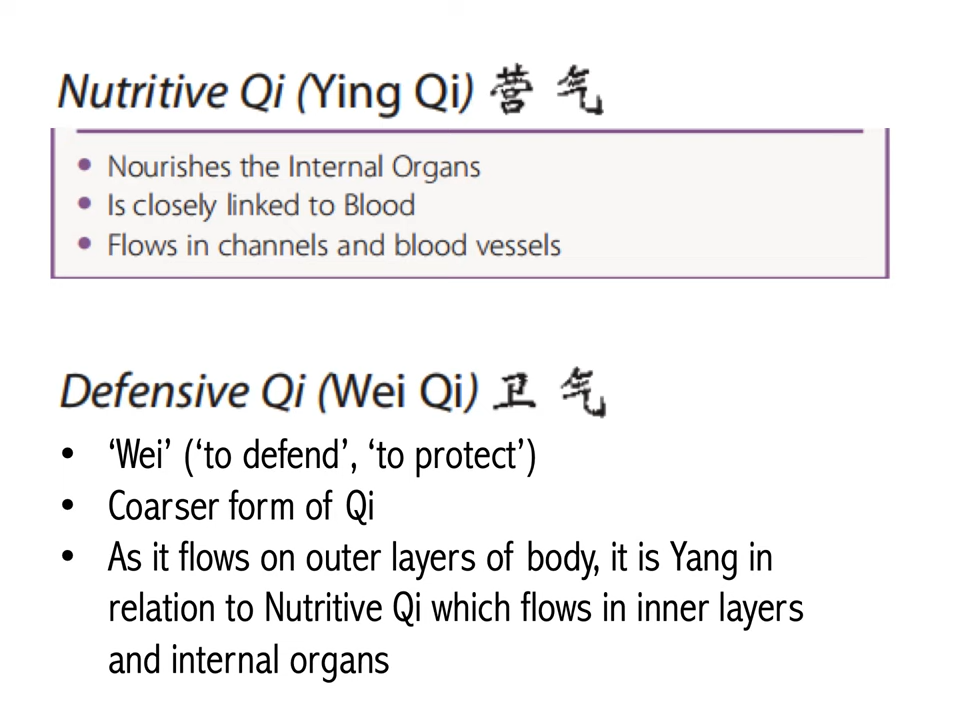 Nutritive Qi (Ying Qi) 营 气
• Nourishes the Internal Organs
• Is closely linked to Blood
• Flows in channels and blood vessels
Defensive Qi (Wei Qi) 卫 气
• ‘Wei’ (‘to defend’, ‘to protect’)
• Coarser form of Qi
• As it flows on outer layers of body, it is Yang in
relation to Nutritive Qi which flows in inner layers
and internal organs